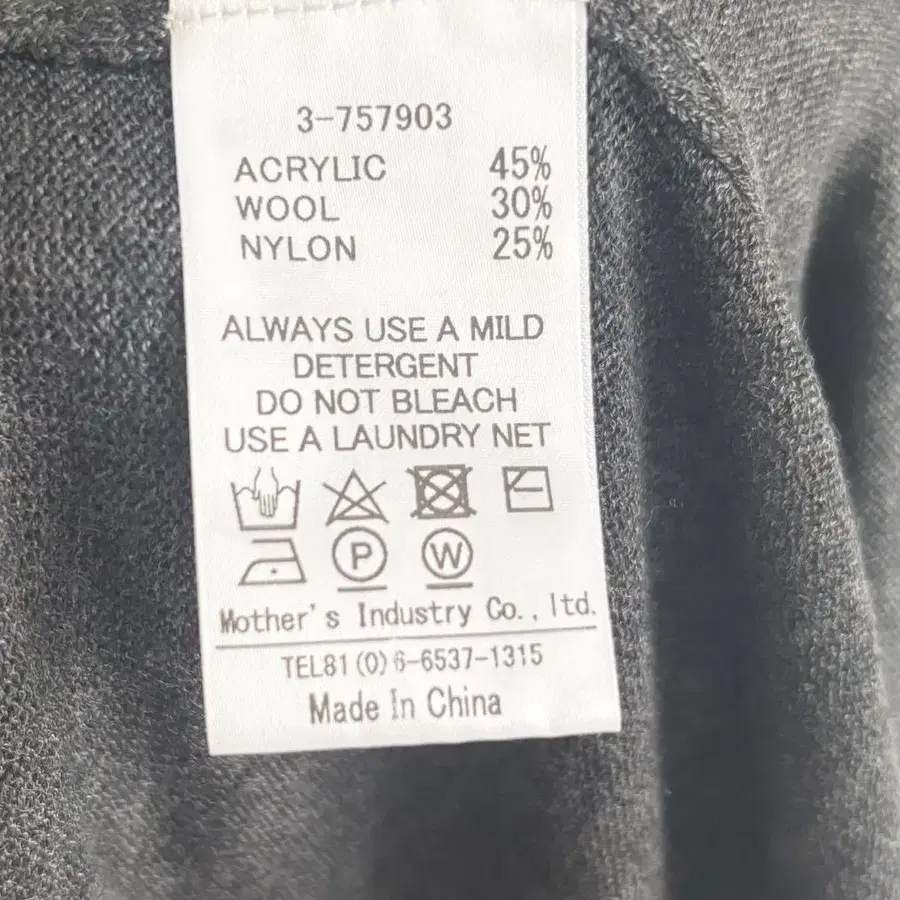 3-757903
ACRYLIC 45%
WOOL 30%
NYLON 25%
ALWAYS USE A MILD
DETERGENT
DO NOT BLEACH
USE A LAUNDRY NET
P W
Mother's Industry Co., ltd.
TEL81(0)6-6537-1315
Made In China